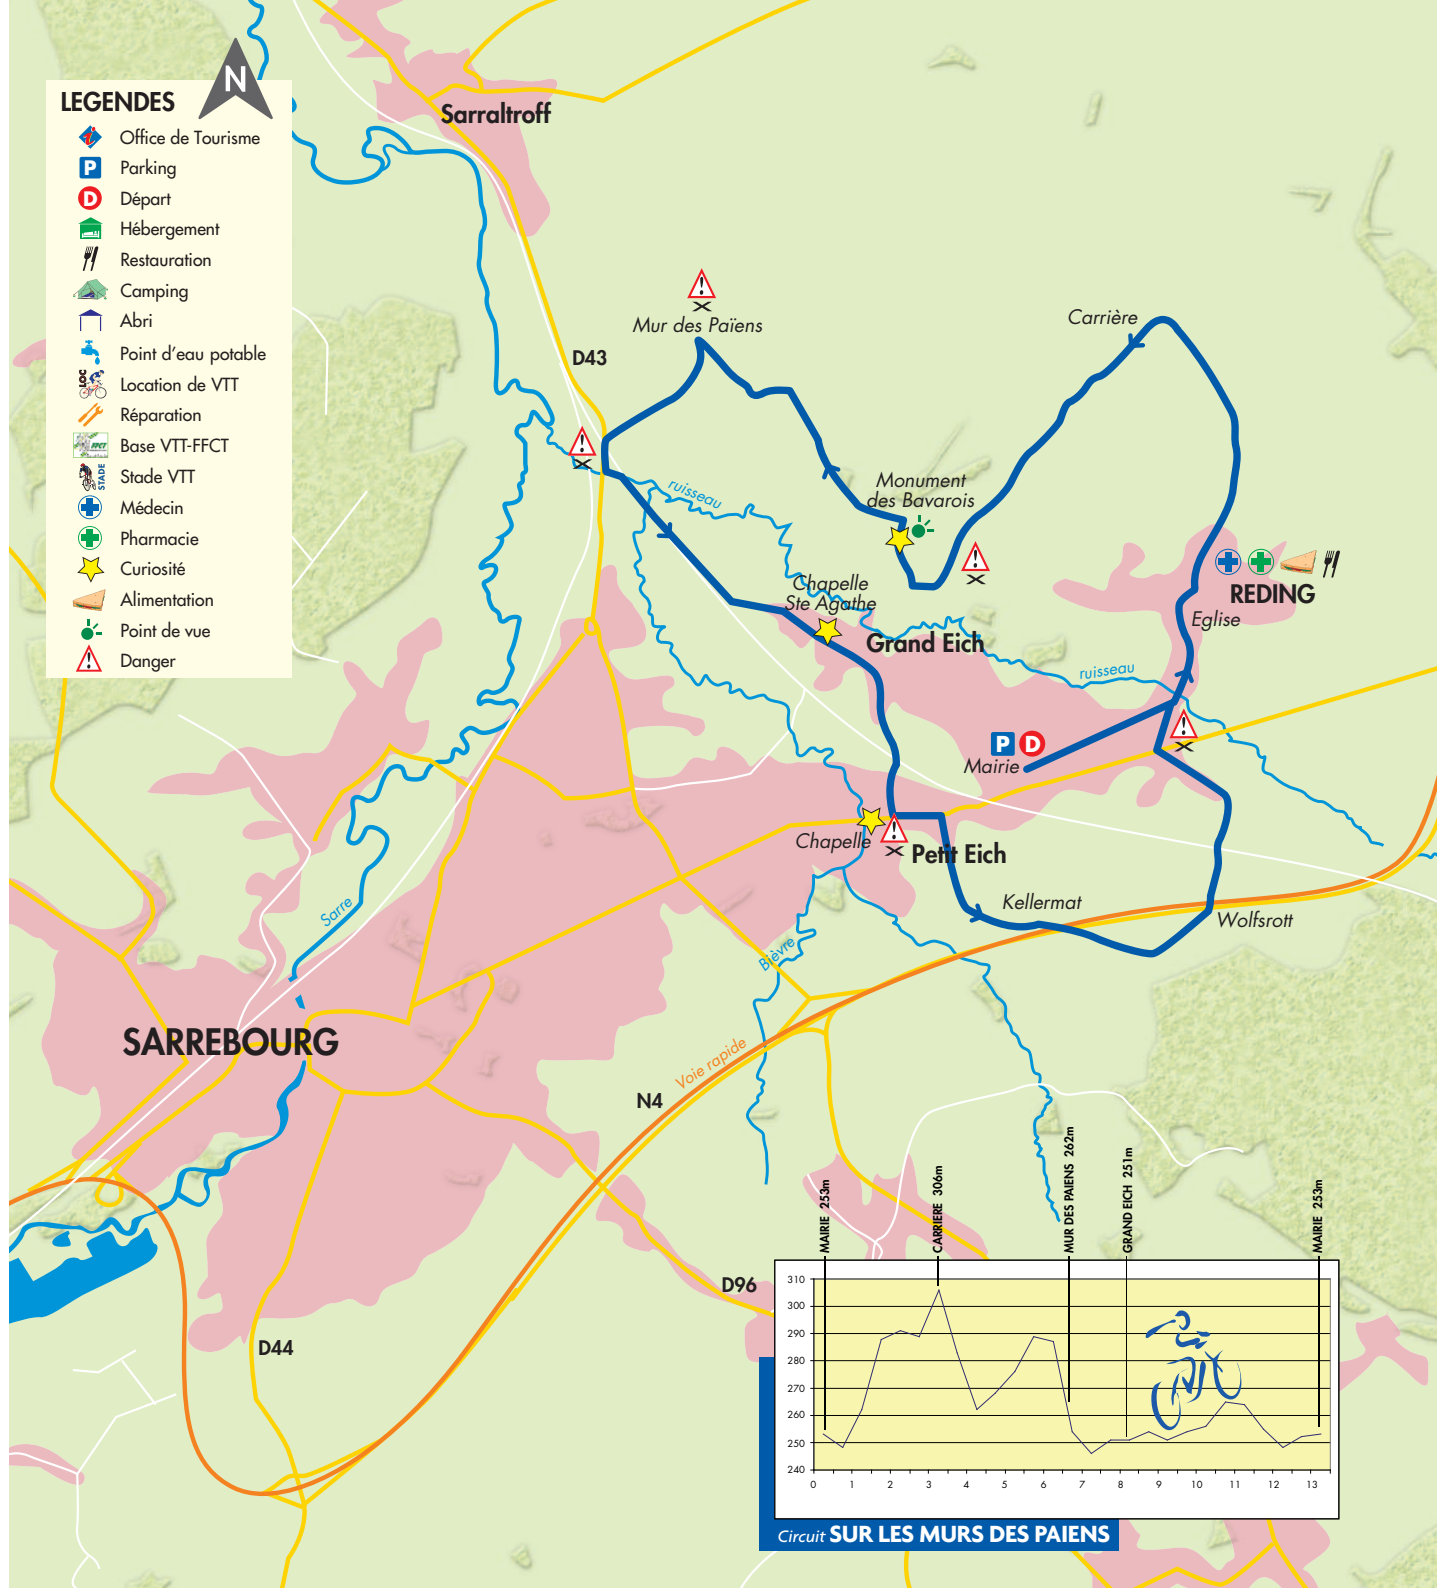 N
LEGENDES
Office de Tourisme
P Parking
D Départ
Hébergement
Restauration
Camping
Abri
Point d'eau potable
LOC Location de VTT
Réparation
FFCT Base VTT-FFCT
STADE Stade VTT
Médecin
Pharmacie
Curiosité
Alimentation
Point de vue
! Danger
Sarraltroff
!
Mur des Païens
Carrière
D43
!
ruisseau
Monument
des Bavarois
!
REDING
Eglise
Chapelle
Ste Agathe
Grand Eich
ruisseau
!
P D
Mairie
Chapelle
!
Petit Eich
Kellermat
Wolfsrott
Sarre
Bièvre
SARREBOURG
Voie rapide
N4
D96
D44
MAIRIE 253m
CARRIERE 306m
MUR DES PAIENS 262m
GRAND EICH 251m
MAIRIE 253m
310
300
290
280
270
260
250
240
0 1 2 3 4 5 6 7 8 9 10 11 12 13
Circuit SUR LES MURS DES PAIENS